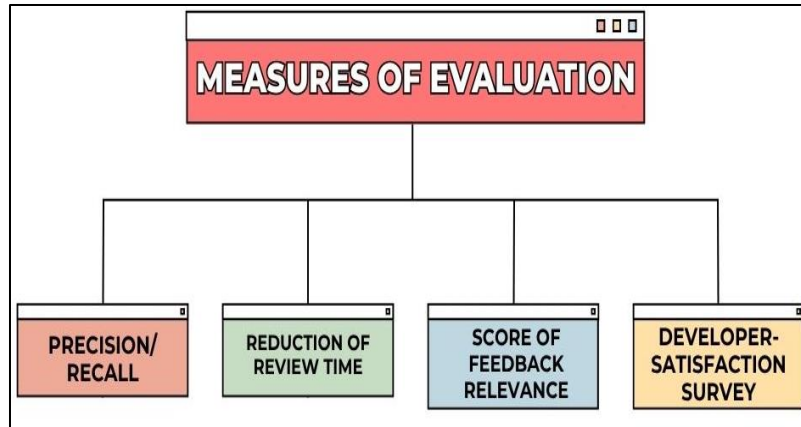 MEASURES OF EVALUATION
PRECISION/
RECALL
REDUCTION OF
REVIEW TIME
SCORE OF
FEEDBACK
RELEVANCE
DEVELOPER-
SATISFACTION
SURVEY